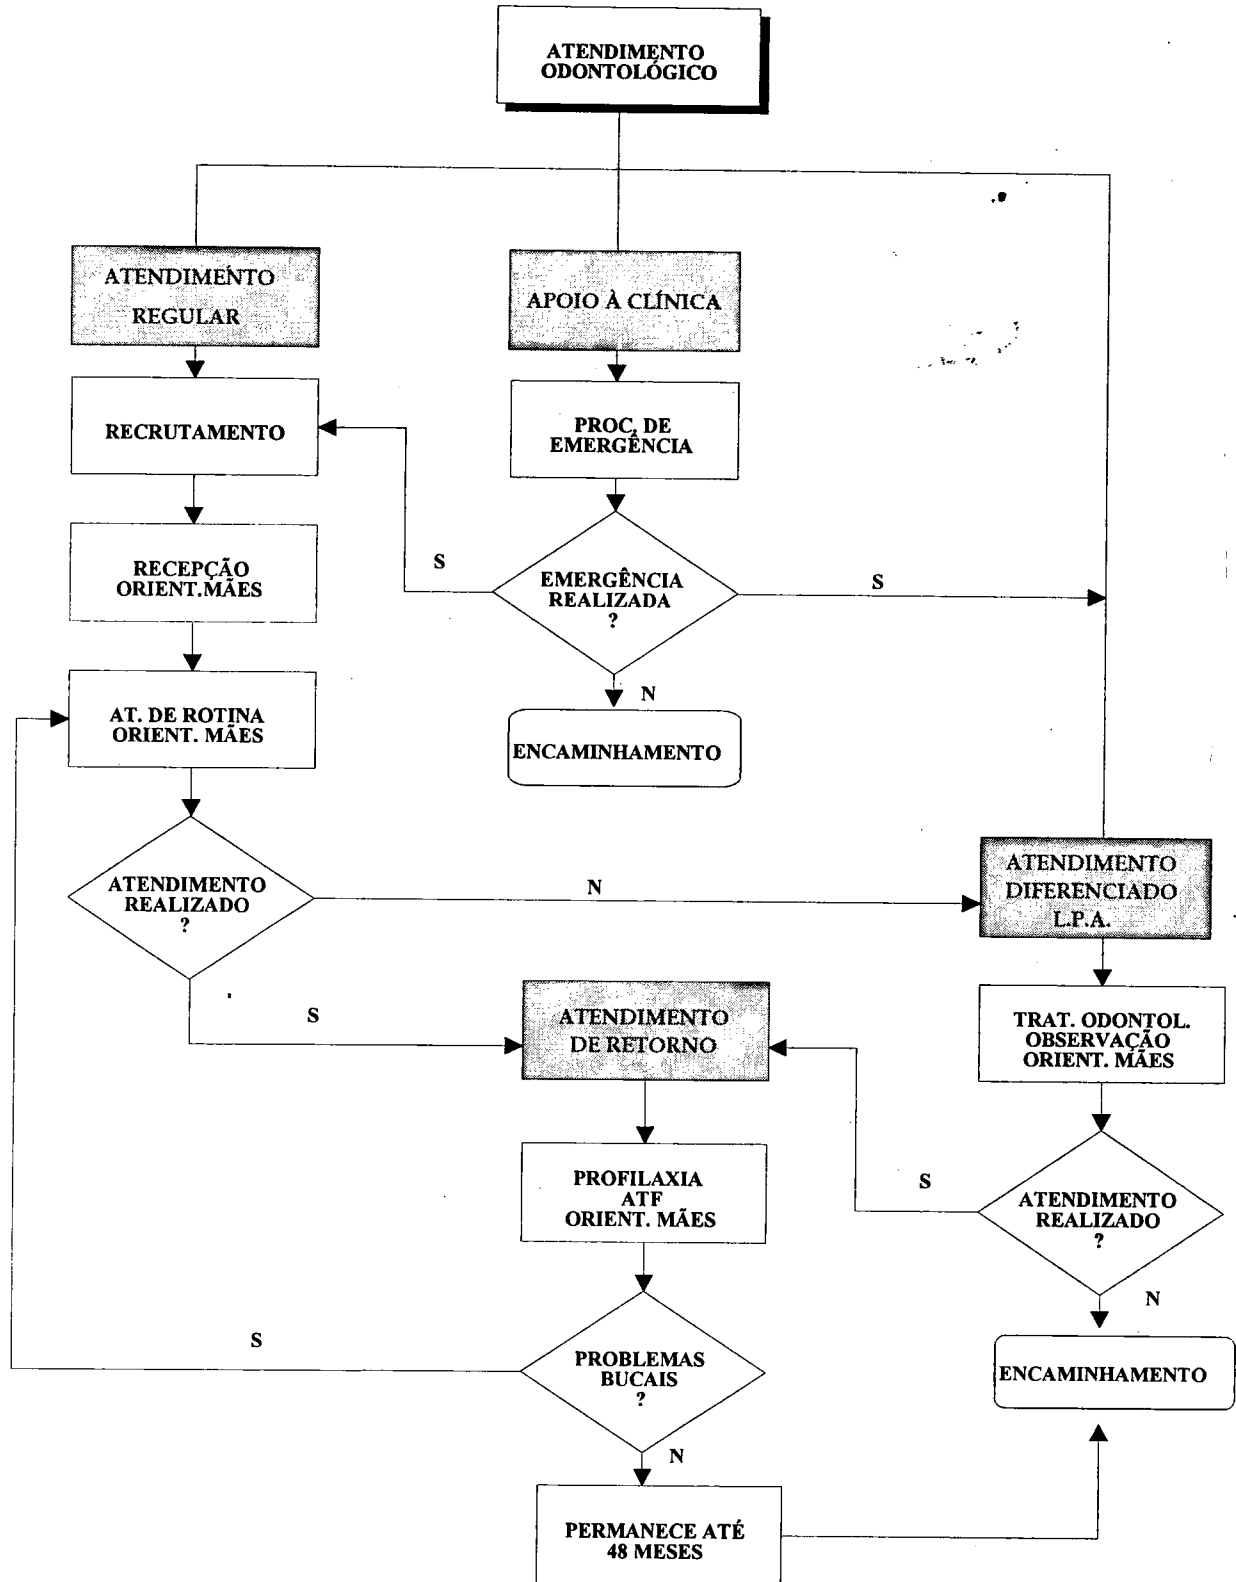 ATENDIMENTO
ODONTOLÓGICO
ATENDIMENTO
REGULAR
APOIO À CLÍNICA
RECRUTAMENTO
PROC. DE
EMERGÊNCIA
RECEPÇÃO
ORIENT.MÃES
S
EMERGÊNCIA
REALIZADA
?
S
N
AT. DE ROTINA
ORIENT. MÃES
ENCAMINHAMENTO
ATENDIMENTO
REALIZADO
?
N
ATENDIMENTO
DIFERENCIADO
L.P.A.
S
ATENDIMENTO
DE RETORNO
TRAT. ODONTOL.
OBSERVAÇÃO
ORIENT. MÃES
PROFILAXIA
ATF
ORIENT. MÃES
S
ATENDIMENTO
REALIZADO
?
N
S
PROBLEMAS
BUCAIS
?
ENCAMINHAMENTO
N
PERMANECE ATÉ
48 MESES